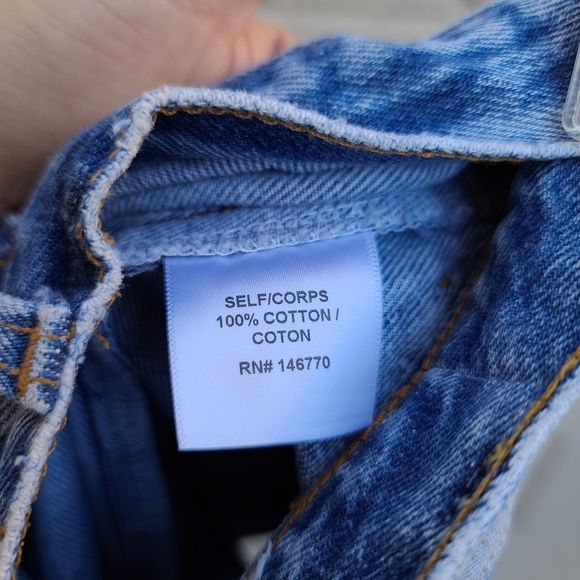 SELF/CORPS
100% COTTON /
COTON
RN# 146770